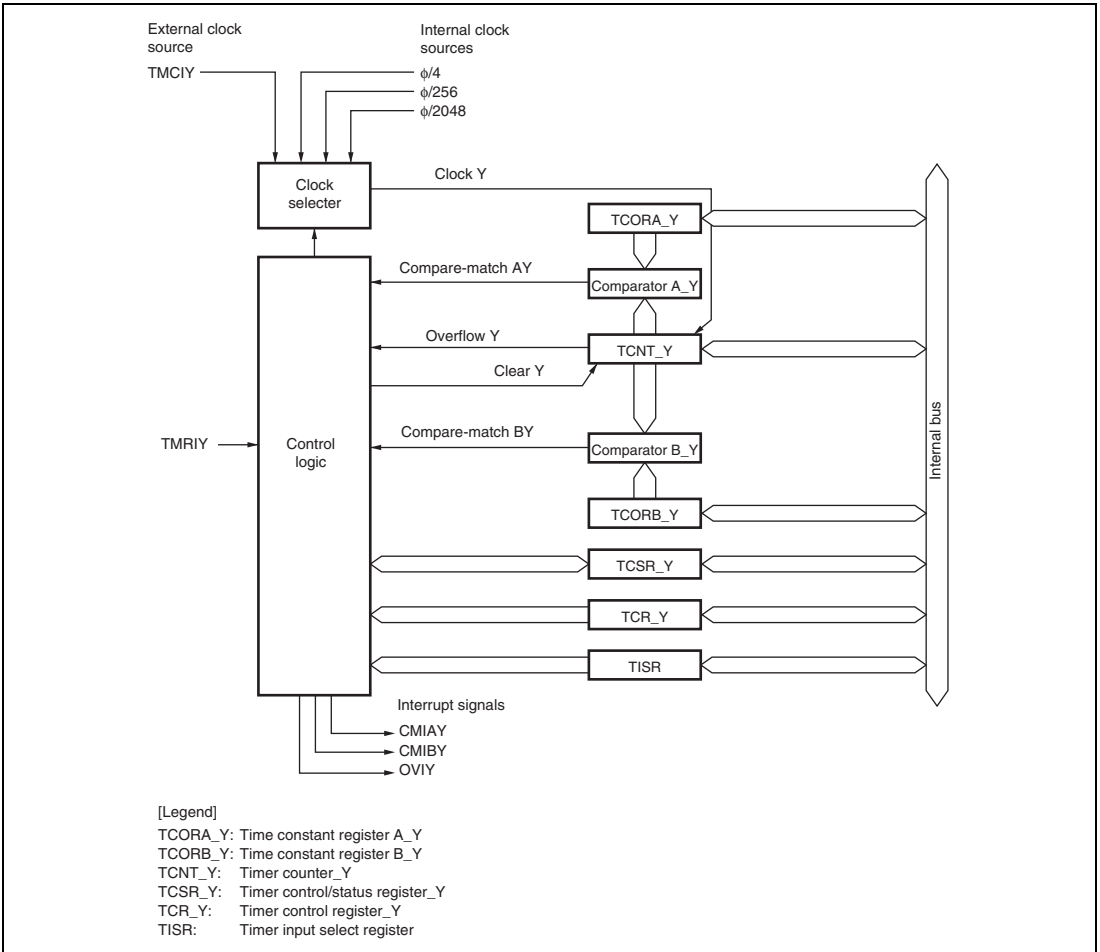 External clock
source
Internal clock
sources
TMCIY
φ/4
φ/256
φ/2048
Clock
selecter
Clock Y
TCORA_Y
Compare-match AY
Comparator A_Y
Overflow Y
TCNT_Y
Clear Y
Compare-match BY
Comparator B_Y
TMRIY
Control
logic
Internal bus
TCORB_Y
TCSR_Y
TCR_Y
TISR
Interrupt signals
CMIAY
CMIBY
OVIY
[Legend]
TCORA_Y: Time constant register A_Y
TCORB_Y: Time constant register B_Y
TCNT_Y: Timer counter_Y
TCSR_Y: Timer control/status register_Y
TCR_Y: Timer control register_Y
TISR: Timer input select register